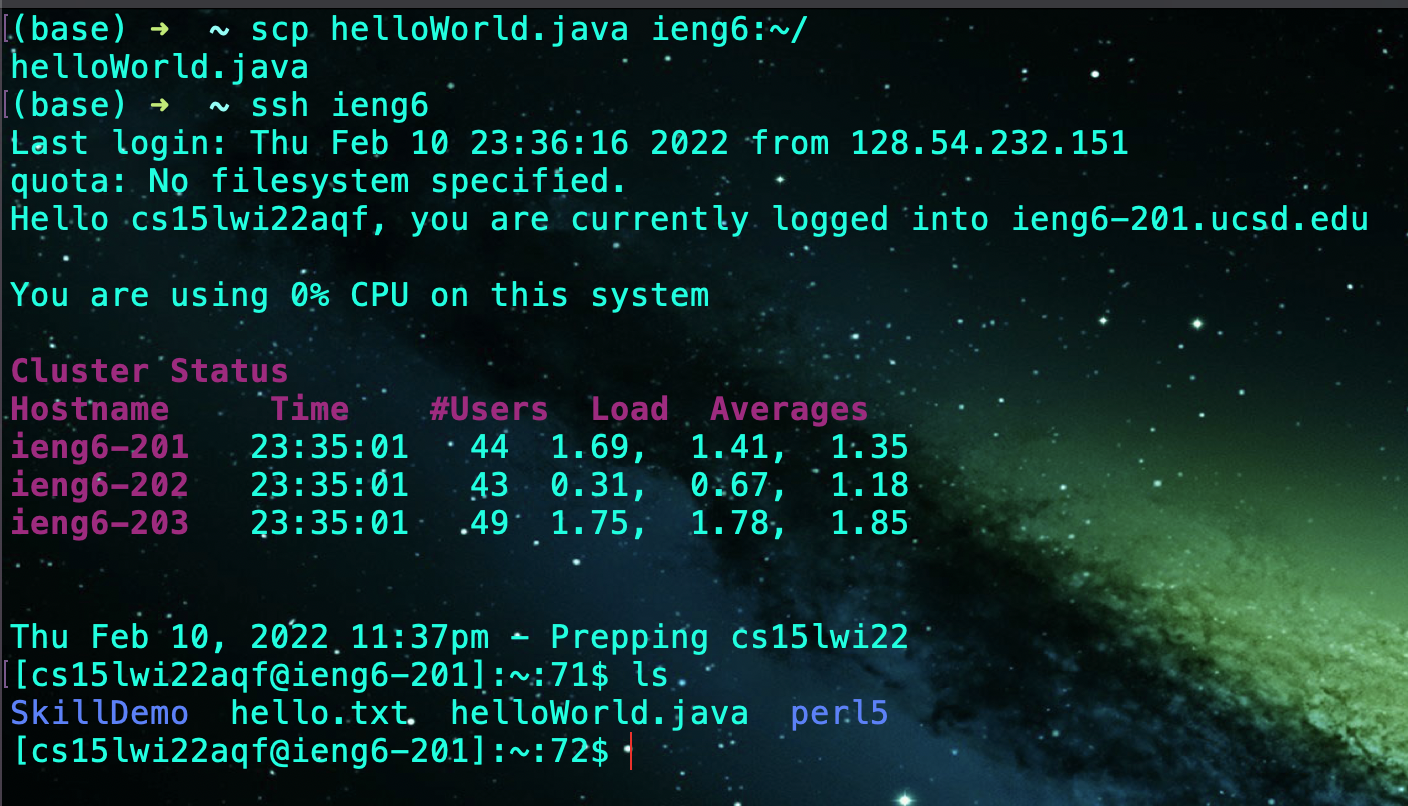 (base) ➜  ~ scp helloWorld.java ieng6:~/
helloWorld.java
(base) ➜  ~ ssh ieng6
Last login: Thu Feb 10 23:36:16 2022 from 128.54.232.151
quota: No filesystem specified.
Hello cs15lwi22aqf, you are currently logged into ieng6-201.ucsd.edu
You are using 0% CPU on this system
Cluster Status
Hostname     Time    #Users  Load  Averages
ieng6-201   23:35:01   44  1.69,  1.41,  1.35
ieng6-202   23:35:01   43  0.31,  0.67,  1.18
ieng6-203   23:35:01   49  1.75,  1.78,  1.85
Thu Feb 10, 2022 11:37pm - Prepping cs15lwi22
[cs15lwi22aqf@ieng6-201]:~:71$ ls
SkillDemo  hello.txt  helloWorld.java  perl5
[cs15lwi22aqf@ieng6-201]:~:72$